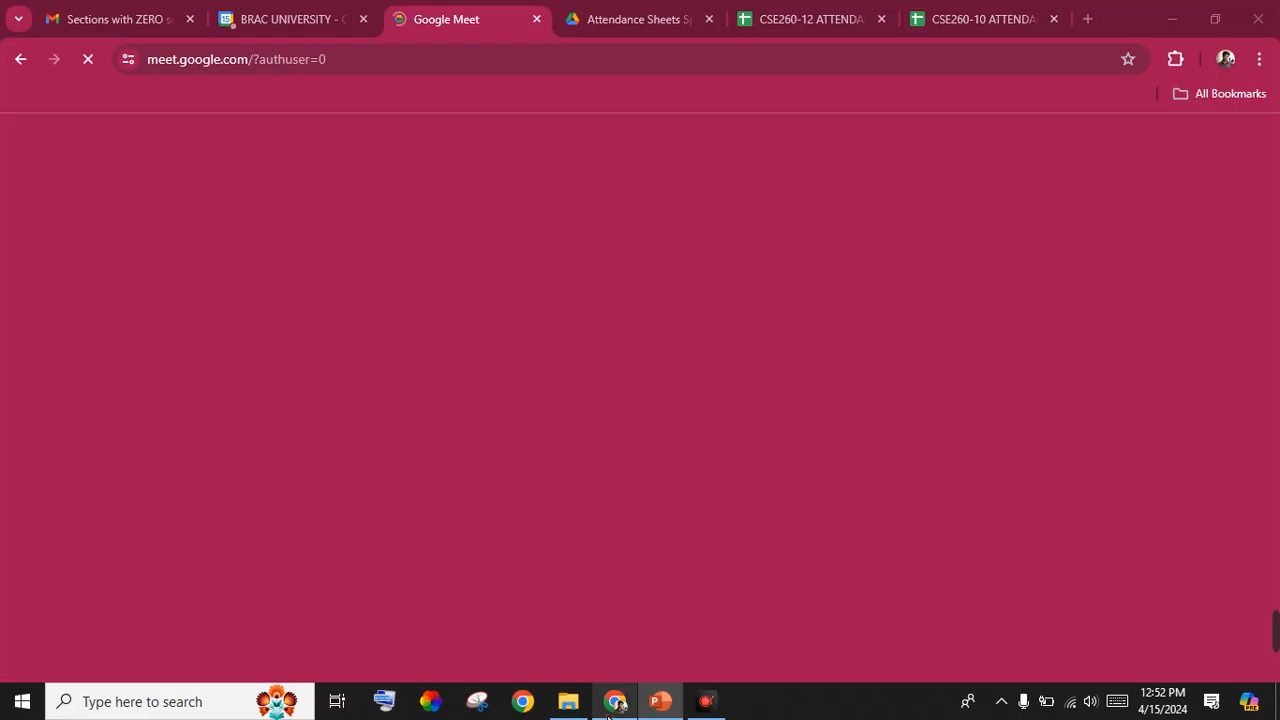 Sections with ZERO s
BRAC UNIVERSITY - C
Google Meet
Attendance Sheets S
CSE260-12 ATTENDA
CSE260-10 ATTENDA
meet.google.com/?authuser=0
All Bookmarks
Type here to search
12:52 PM
4/15/2024